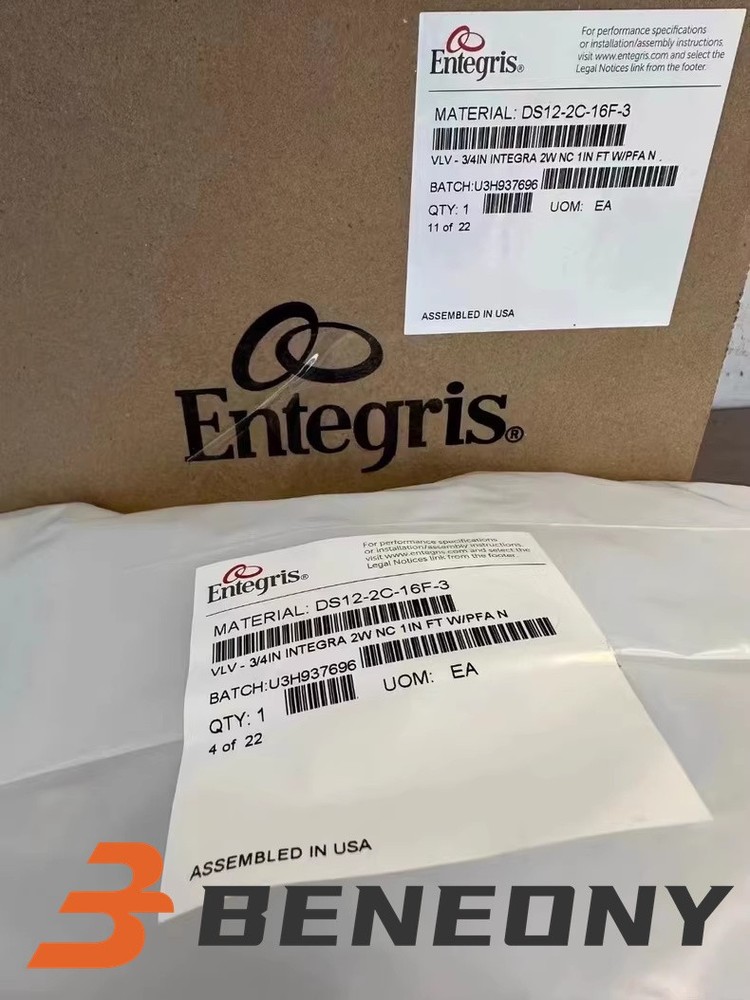 Entegris®
For performance specifications
or installation/assembly instructions,
visit www.entegris.com and select the
Legal Notices link from the footer.
MATERIAL: DS12-2C-16F-3
VLV - 3/4IN INTEGRA 2W NC 1IN FT W/PFA N .
BATCH:U3H937696
QTY: 1 UOM: EA
11 of 22
ASSEMBLED IN USA
Entegris®
Entegris®
For performance specifications
or installation/assembly instructions,
visit www.entegris.com and select the
Legal Notices link from the footer.
MATERIAL: DS12-2C-16F-3
VLV - 3/4IN INTEGRA 2W NC 1IN FT W/PFA N
BATCH:U3H937696
QTY: 1 UOM: EA
4 of 22
ASSEMBLED IN USA
BENEONY